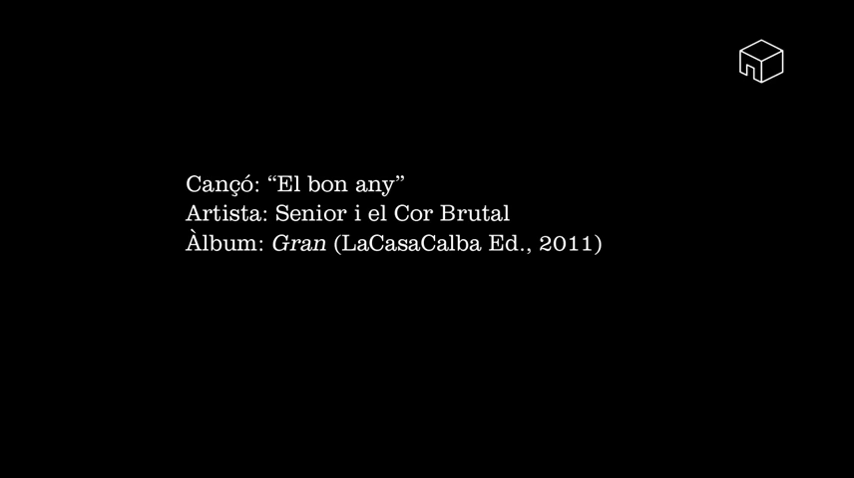 Cançó: “El bon any”
Artista: Senior i el Cor Brutal
Àlbum: Gran (LaCasaCalba Ed., 2011)